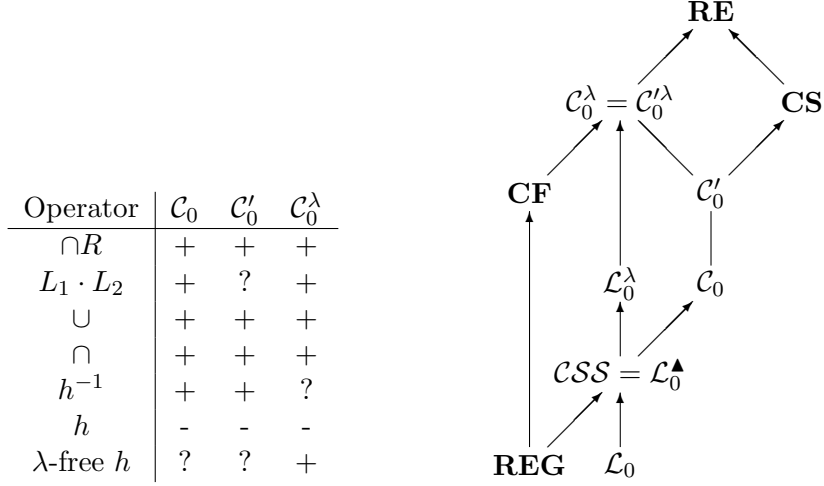 Operator C₀ C′₀ C₀^λ
∩R + + +
L₁ · L₂ + ? +
∪ + + +
∩ + + +
h⁻¹ + + ?
h - - -
λ-free h ? ? +
RE
C₀^λ = C′₀^λ CS
CF C′₀
L₀^λ C₀
CSS = L₀^▲
REG L₀